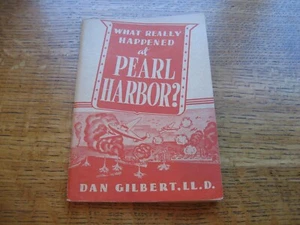 WHAT REALLY
HAPPENED
at
PEARL
HARBOR?
DAN GILBERT, LL. D.